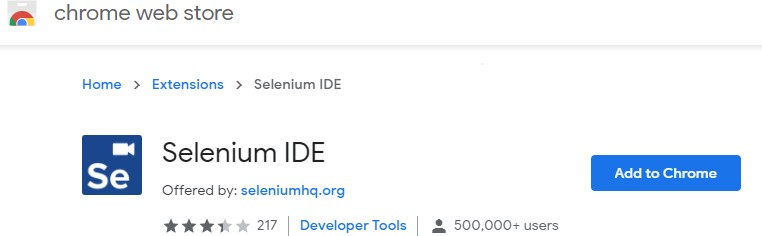 chrome web store
Home > Extensions > Selenium IDE
Se
Selenium IDE
Offered by: seleniumhq.org
Add to Chrome
217 | Developer Tools | 500,000+ users